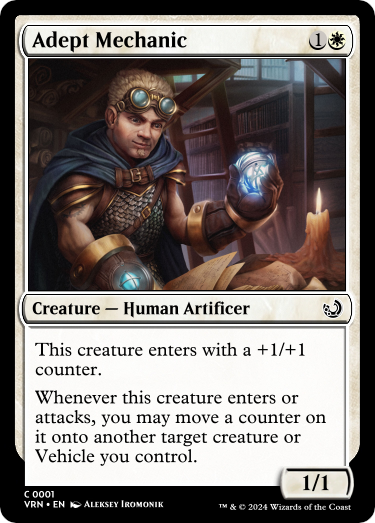 Adept Mechanic
1
Creature — Human Artificer
This creature enters with a +1/+1
counter.
Whenever this creature enters or
attacks, you may move a counter on
it onto another target creature or
Vehicle you control.
1/1
C 0001
VRN • EN Aleksey Iromonik
™ & © 2024 Wizards of the Coast